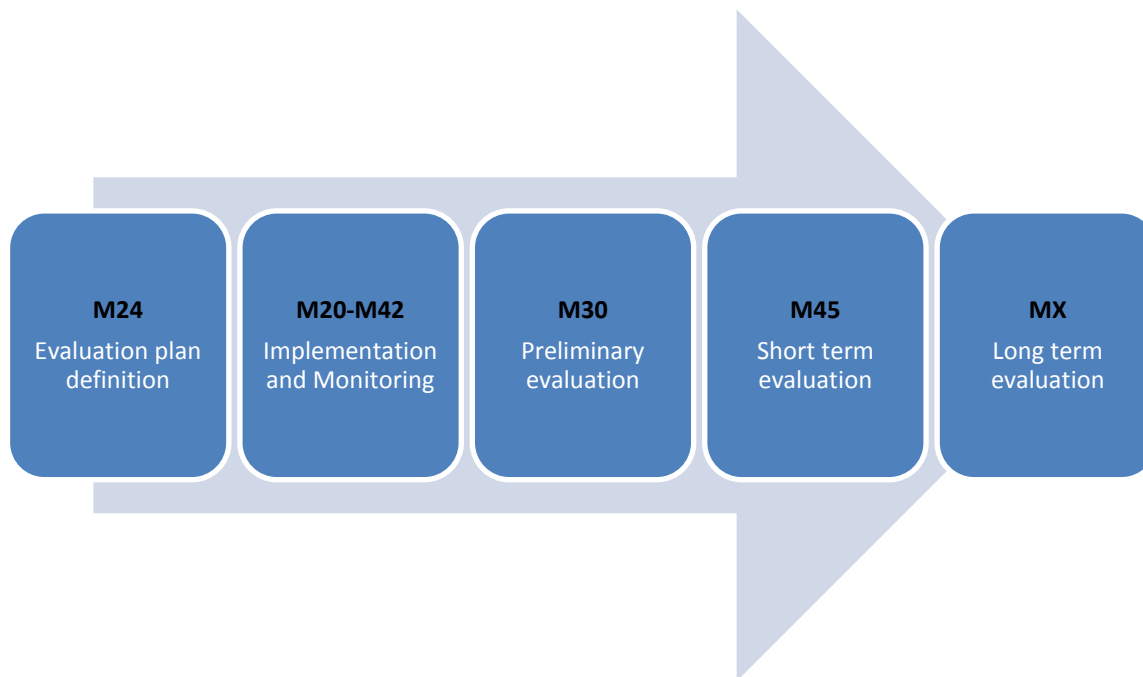 M24
Evaluation plan
definition
M20-M42
Implementation
and Monitoring
M30
Preliminary
evaluation
M45
Short term
evaluation
MX
Long term
evaluation